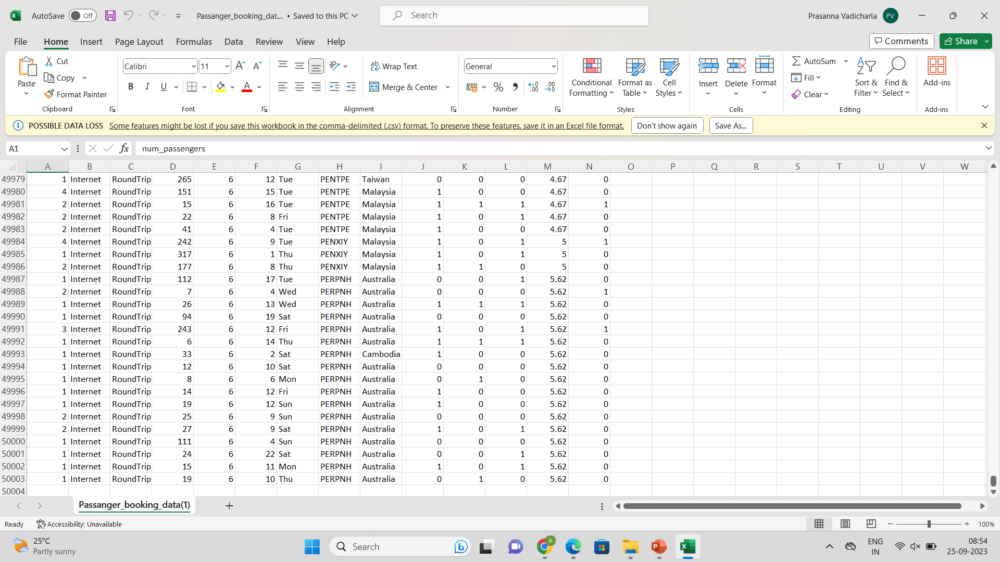 AutoSave Off Passanger_booking_dat... • Saved to this PC Search Prasanna Vadicharla PV
File Home Insert Page Layout Formulas Data Review View Help Comments Share
Paste Cut Copy Format Painter Clipboard
Calibri 11 B I U A Font
ab Wrap Text Merge & Center Alignment
General % Number
Conditional Formatting Format as Table Cell Styles Styles
Insert Delete Format Cells
AutoSum Fill Clear Sort & Filter Find & Select Editing
Add-ins Add-ins
POSSIBLE DATA LOSS Some features might be lost if you save this workbook in the comma-delimited (.csv) format. To preserve these features, save it in an Excel file format. Don't show again Save As...
A1 fx num_passengers
A B C D E F G H I J K L M N O P Q R S T U V W
49979 1 Internet RoundTrip 265 6 12 Tue PENTPE Taiwan 0 0 0 4.67 0
49980 4 Internet RoundTrip 151 6 15 Tue PENTPE Malaysia 1 0 0 4.67 0
49981 2 Internet RoundTrip 15 6 16 Tue PENTPE Malaysia 1 1 1 4.67 1
49982 2 Internet RoundTrip 22 6 8 Fri PENTPE Malaysia 1 0 1 4.67 0
49983 2 Internet RoundTrip 41 6 4 Tue PENTPE Malaysia 1 0 0 4.67 0
49984 4 Internet RoundTrip 242 6 9 Tue PENXIY Malaysia 1 0 1 5 1
49985 1 Internet RoundTrip 317 6 1 Thu PENXIY Malaysia 1 0 1 5 0
49986 2 Internet RoundTrip 177 6 8 Thu PENXIY Malaysia 1 1 0 5 0
49987 1 Internet RoundTrip 112 6 17 Tue PERPNH Australia 0 0 1 5.62 0
49988 2 Internet RoundTrip 7 6 4 Wed PERPNH Australia 0 0 0 5.62 1
49989 1 Internet RoundTrip 26 6 13 Wed PERPNH Australia 1 1 1 5.62 0
49990 1 Internet RoundTrip 94 6 19 Sat PERPNH Australia 0 0 0 5.62 0
49991 3 Internet RoundTrip 243 6 12 Fri PERPNH Australia 1 0 1 5.62 1
49992 1 Internet RoundTrip 6 6 14 Thu PERPNH Australia 1 1 1 5.62 0
49993 1 Internet RoundTrip 33 6 2 Sat PERPNH Cambodia 1 0 0 5.62 0
49994 1 Internet RoundTrip 12 6 10 Sat PERPNH Australia 0 0 0 5.62 0
49995 1 Internet RoundTrip 8 6 6 Mon PERPNH Australia 0 1 0 5.62 0
49996 1 Internet RoundTrip 14 6 12 Fri PERPNH Australia 1 0 0 5.62 0
49997 1 Internet RoundTrip 19 6 12 Sun PERPNH Australia 1 0 0 5.62 0
49998 2 Internet RoundTrip 25 6 9 Sun PERPNH Australia 0 0 0 5.62 0
49999 2 Internet RoundTrip 27 6 9 Sat PERPNH Australia 1 0 1 5.62 0
50000 1 Internet RoundTrip 111 6 4 Sun PERPNH Australia 0 0 0 5.62 0
50001 1 Internet RoundTrip 24 6 22 Sat PERPNH Australia 0 0 1 5.62 0
50002 1 Internet RoundTrip 15 6 11 Mon PERPNH Australia 1 0 1 5.62 0
50003 1 Internet RoundTrip 19 6 10 Thu PERPNH Australia 0 1 0 5.62 0
50004
Passanger_booking_data(1)
Ready Accessibility: Unavailable 100%
25°C
Partly sunny
Search
ENG
IN
08:54
25-09-2023